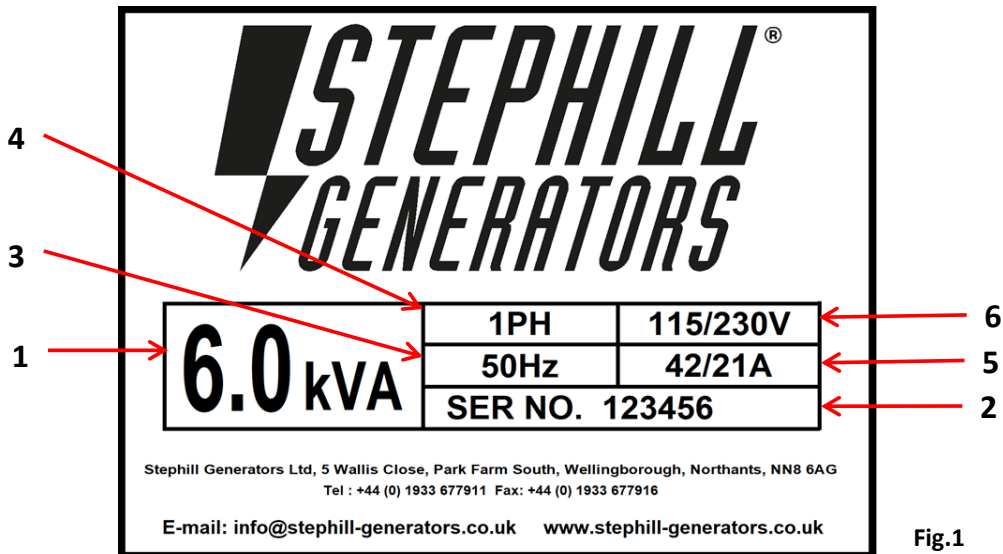 STEPHILL®
GENERATORS
4
3
1
6.0 kVA
1PH 115/230V
6
50Hz 42/21A
5
SER NO. 123456
2
Stephill Generators Ltd, 5 Wallis Close, Park Farm South, Wellingborough, Northants, NN8 6AG
Tel : +44 (0) 1933 677911 Fax: +44 (0) 1933 677916
E-mail: info@stephill-generators.co.uk www.stephill-generators.co.uk
Fig.1